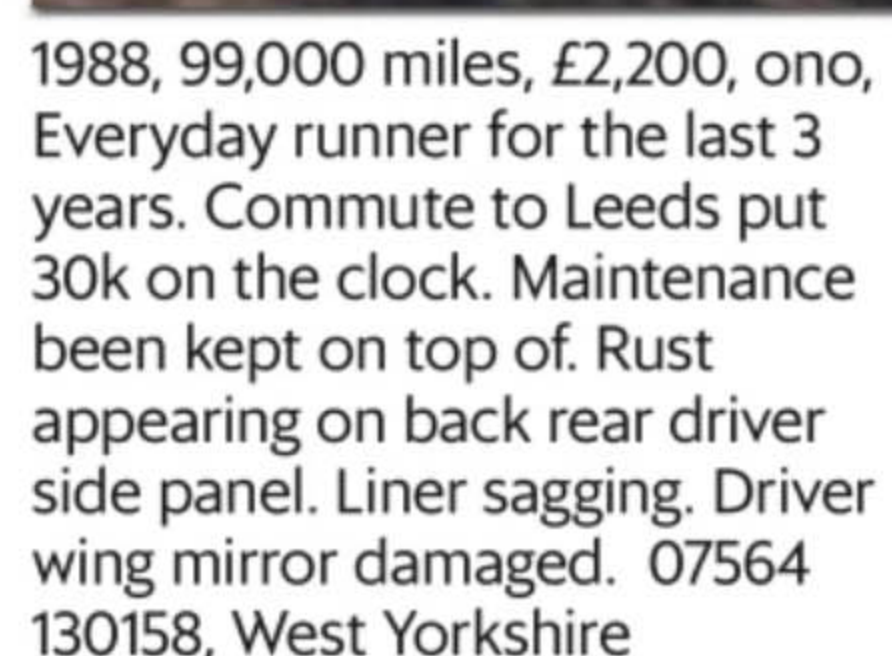 1988, 99,000 miles, £2,200, ono,
Everyday runner for the last 3
years. Commute to Leeds put
30k on the clock. Maintenance
been kept on top of. Rust
appearing on back rear driver
side panel. Liner sagging. Driver
wing mirror damaged.  07564
130158, West Yorkshire